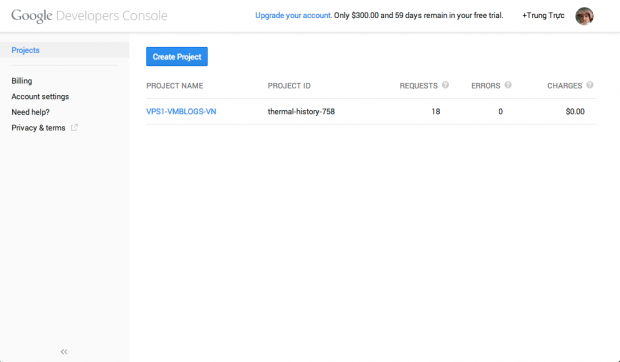 Google Developers Console
Upgrade your account. Only $300.00 and 59 days remain in your free trial.
+Trung Trực
Projects
Billing
Account settings
Need help?
Privacy & terms
Create Project
PROJECT NAME PROJECT ID REQUESTS ? ERRORS ? CHARGES ?
VPS1-VMBLOGS-VN thermal-history-758 18 0 $0.00